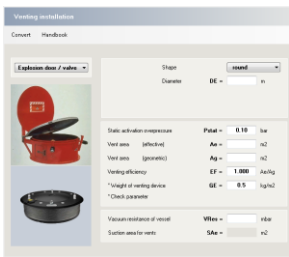 Venting installation
Convert Handbook
Explosion door / valve
Shape round
Diameter DE = m
Static activation overpressure Pstat = 0.10 bar
Vent area (effective) Ae = m2
Vent area (geometric) Ag = m2
Venting efficiency EF = 1.000 Ae/Ag
* Weight of venting device GE = 0.5 kg/m2
* Check parameter
Vacuum resistance of vessel VRes = mbar
Suction area for vents SAe = m2